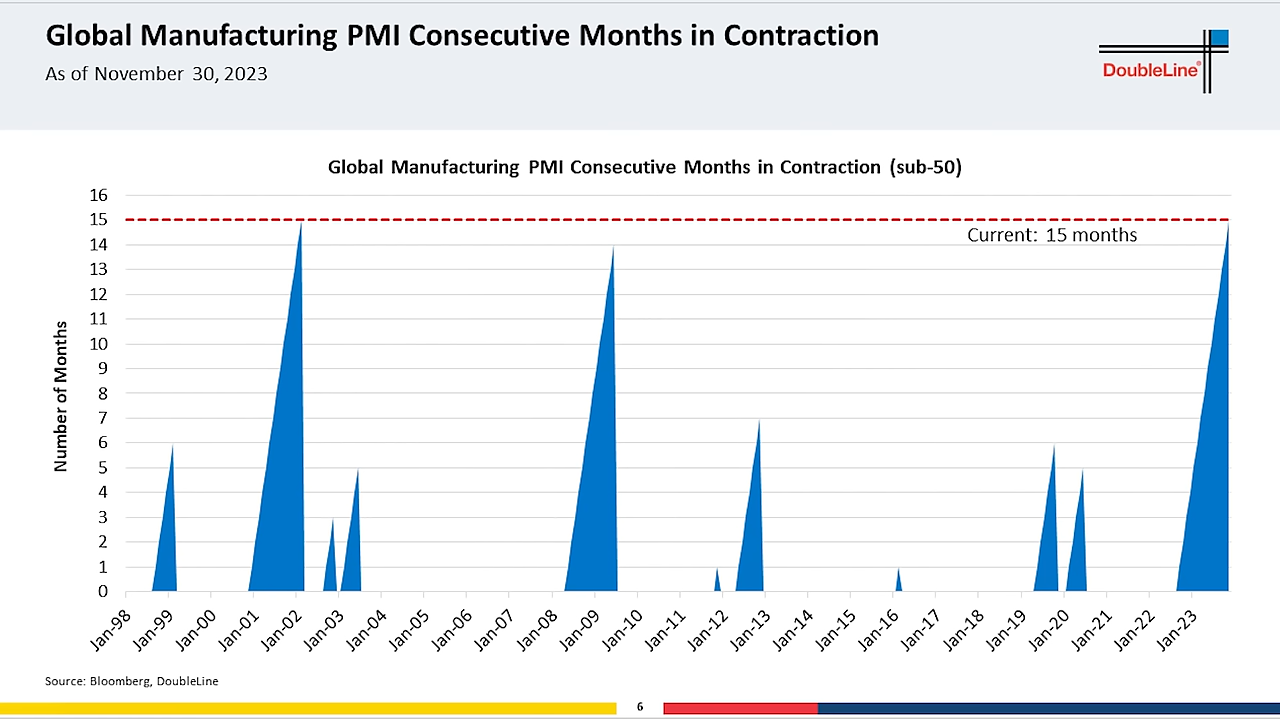 Global Manufacturing PMI Consecutive Months in Contraction
As of November 30, 2023
DoubleLine®
Global Manufacturing PMI Consecutive Months in Contraction (sub-50)
Number of Months
16
15
14
13
12
11
10
9
8
7
6
5
4
3
2
1
0
Current: 15 months
Jan-98
Jan-99
Jan-00
Jan-01
Jan-02
Jan-03
Jan-04
Jan-05
Jan-06
Jan-07
Jan-08
Jan-09
Jan-10
Jan-11
Jan-12
Jan-13
Jan-14
Jan-15
Jan-16
Jan-17
Jan-18
Jan-19
Jan-20
Jan-21
Jan-22
Jan-23
Source: Bloomberg, DoubleLine
6